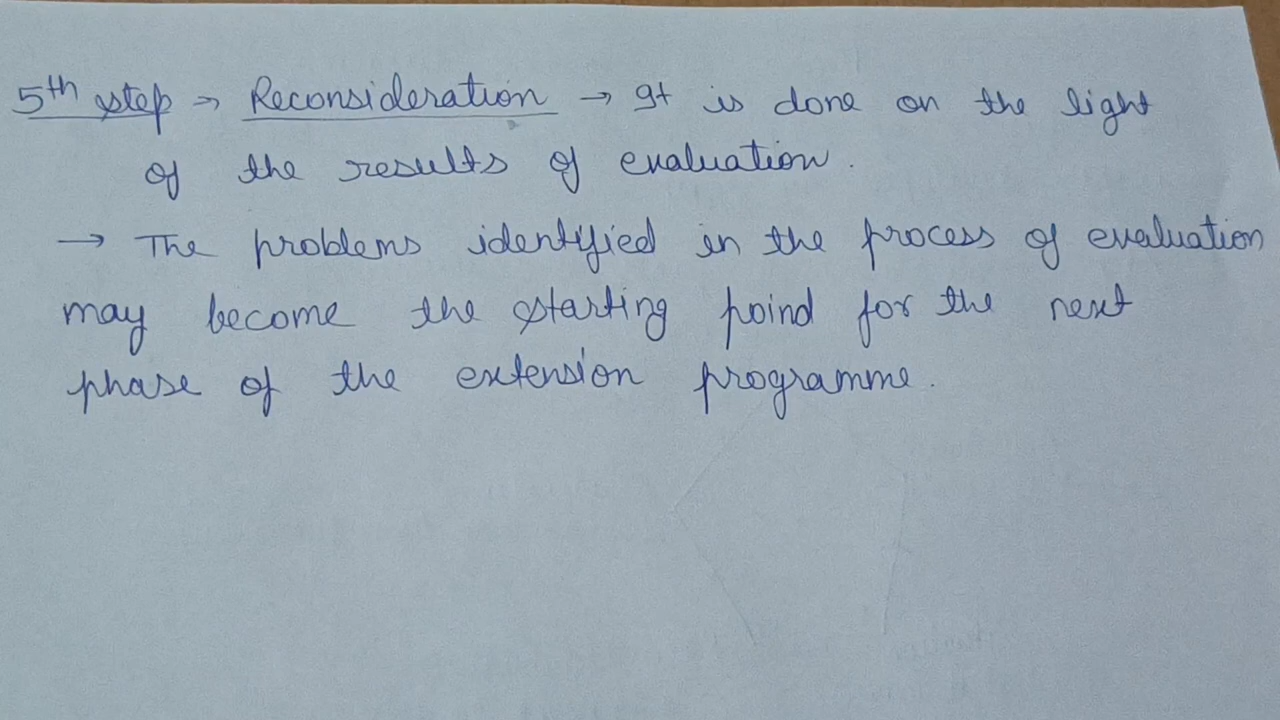 5th step → Reconsideration → It is done on the light
of the results of evaluation.
→ The problems identified in the process of evaluation
may become the starting poind for the next
phase of the extension programme.